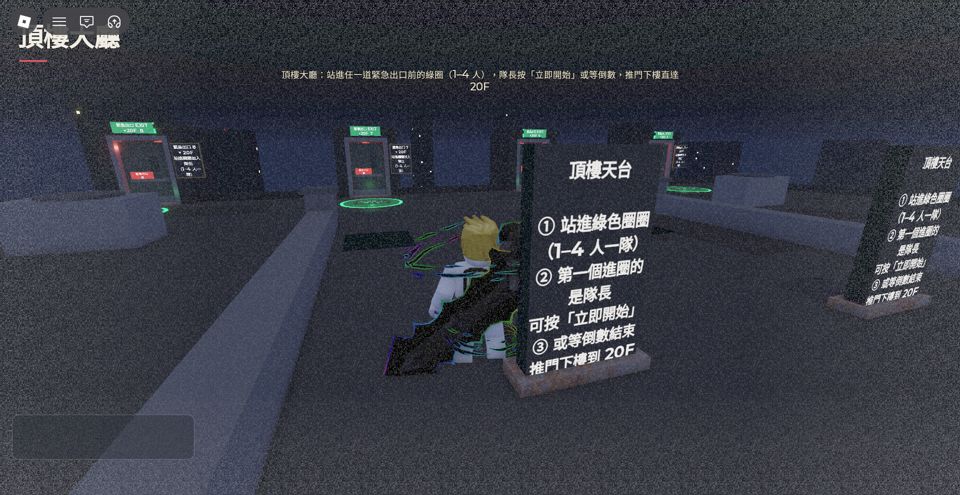 頂樓大廳
頂樓大廳：站進任一道緊急出口前的綠圈（1–4 人），隊長按「立即開始」或等倒數，推門下樓直達
20F
頂樓天台
① 站進綠色圈圈
（1–4 人一隊）
② 第一個進圈的
是隊長
可按「立即開始」
③ 或等倒數結束
推門下樓到 20F
頂樓天台
① 站進綠色圈圈
（1–4 人一隊）
② 第一個進圈的
是隊長
可按「立即開始」
③ 或等倒數結束
推門下樓到 20F